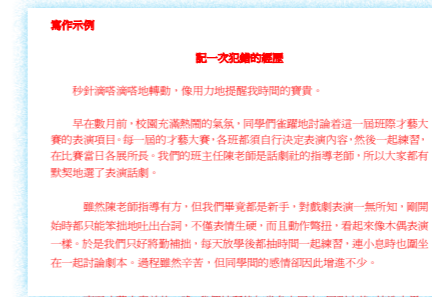 寫作示例
記一次犯錯的經歷
秒針滴嗒滴嗒地轉動，像用力地提醒我時間的寶貴。
早在數月前，校園充滿熱鬧的氣氛，同學們雀躍地討論着這一屆班際才藝大
賽的表演項目。每一屆的才藝大賽，各班都須自行決定表演內容，然後一起練習，
在比賽當日各展所長。我們的班主任陳老師是話劇社的指導老師，所以大家都有
默契地選了表演話劇。
雖然陳老師指導有方，但我們畢竟都是新手，對戲劇表演一無所知，剛開
始時都只能笨拙地吐出台詞，不僅表情生硬，而且動作彆扭，看起來像木偶表演
一樣。於是我們只好將勤補拙，每天放學後都抽時間一起練習，連小息時也圍坐
在一起討論劇本。過程雖然辛苦，但同學間的感情卻因此增進不少。